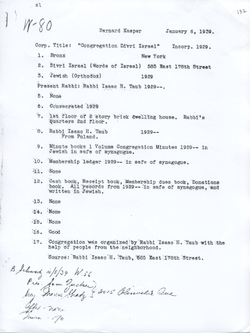 W-80
Bernard Kasper January 6, 1939.
Corp. Title: "Congregation Divri Israel" Incorp. 1929.
1. Bronx New York
2. Divri Israel (Words of Israel) 585 East 178th Street
3. Jewish (Orthodox) 1929
Present Rabbi: Rabbi Isaac H. Taub 1929--.
5. None
6. Consecrated 1929
7. 1st floor of 2 story brick dwelling house. Rabbi's
Quarters 2nd Floor.
8. Rabbi Isaac H. Taub 1929--
From Poland.
9. Minute books 1 Volume Congregation Minutes 1929-- In
Jewish in safe of synagogue.
10. Membership ledger 1929-- in safe of synagogue.
11. None
12. Cash book, Receipt book, Membership dues book, Donations
book. All records from 1929-- In safe of synagogue, and
written in Jewish.
13. None
14. None
15. None
16. Good
17. Congregation was organized by Rabbi Isaac H. Taub with the
help of people from the neighborhood.
Source: Rabbi Isaac H. Taub, 585 East 178th Street.